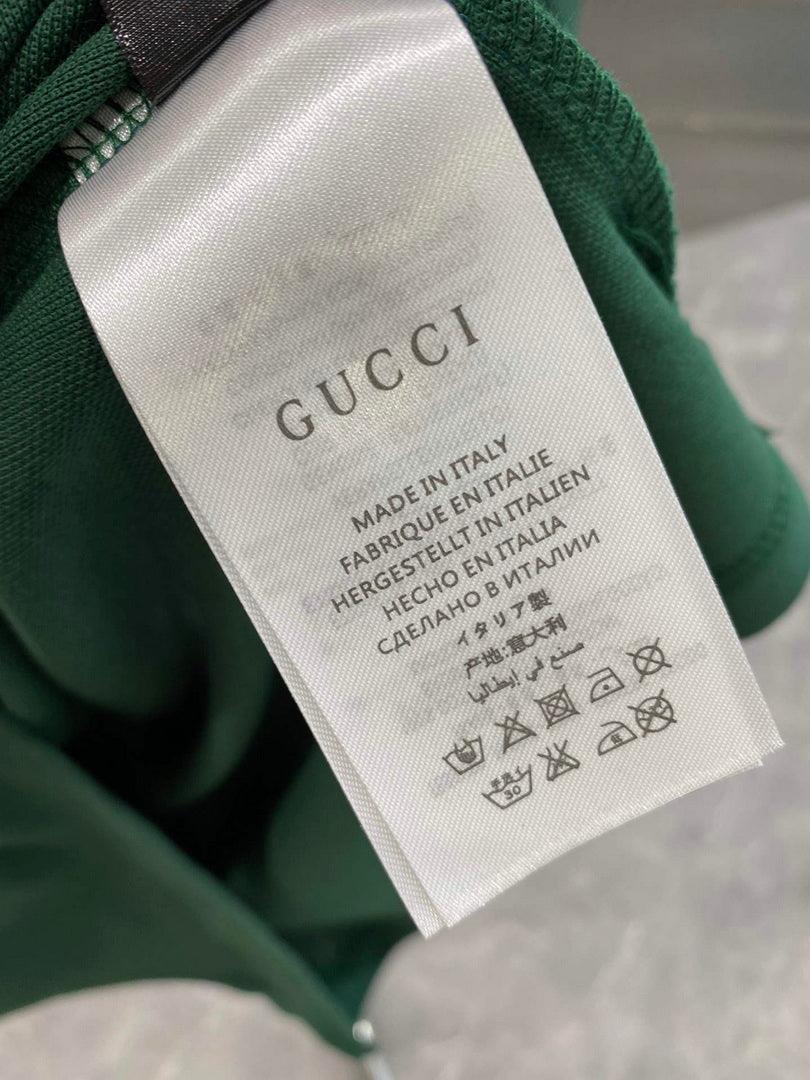 GUCCI
MADE IN ITALY
FABRIQUE EN ITALIE
HERGESTELLT IN ITALIEN
HECHO EN ITALIA
СДЕЛАНО В ИТАЛИИ
イタリア製
产地:意大利
صنع في إيطاليا
30